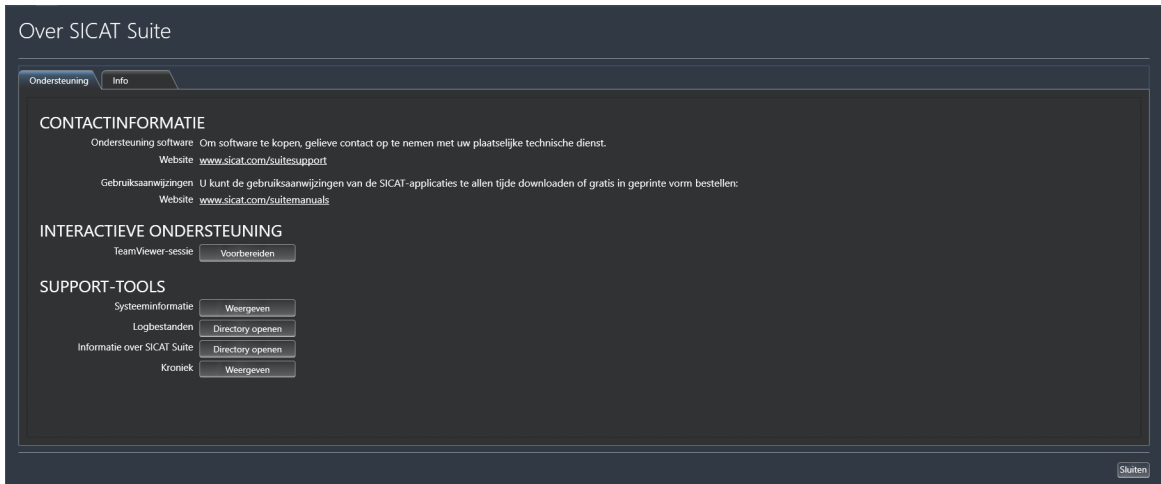 Over SICAT Suite
Ondersteuning Info
CONTACTINFORMATIE
Ondersteuning software Om software te kopen, gelieve contact op te nemen met uw plaatselijke technische dienst.
Website www.sicat.com/suitesupport
Gebruiksaanwijzingen U kunt de gebruiksaanwijzingen van de SICAT-applicaties te allen tijde downloaden of gratis in geprinte vorm bestellen:
Website www.sicat.com/suitemanuals
INTERACTIEVE ONDERSTEUNING
TeamViewer-sessie Voorbereiden
SUPPORT-TOOLS
Systeeminformatie Weergeven
Logbestanden Directory openen
Informatie over SICAT Suite Directory openen
Kroniek Weergeven
Sluiten